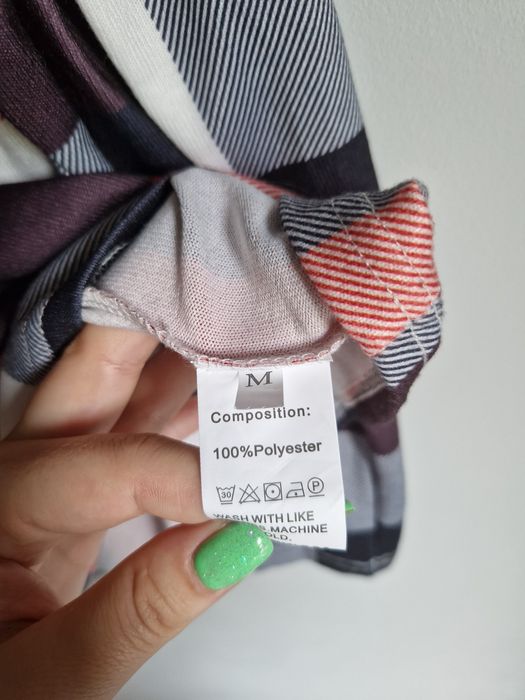 M
Composition:
100%Polyester
30 P
WASH WITH LIKE
MACHINE